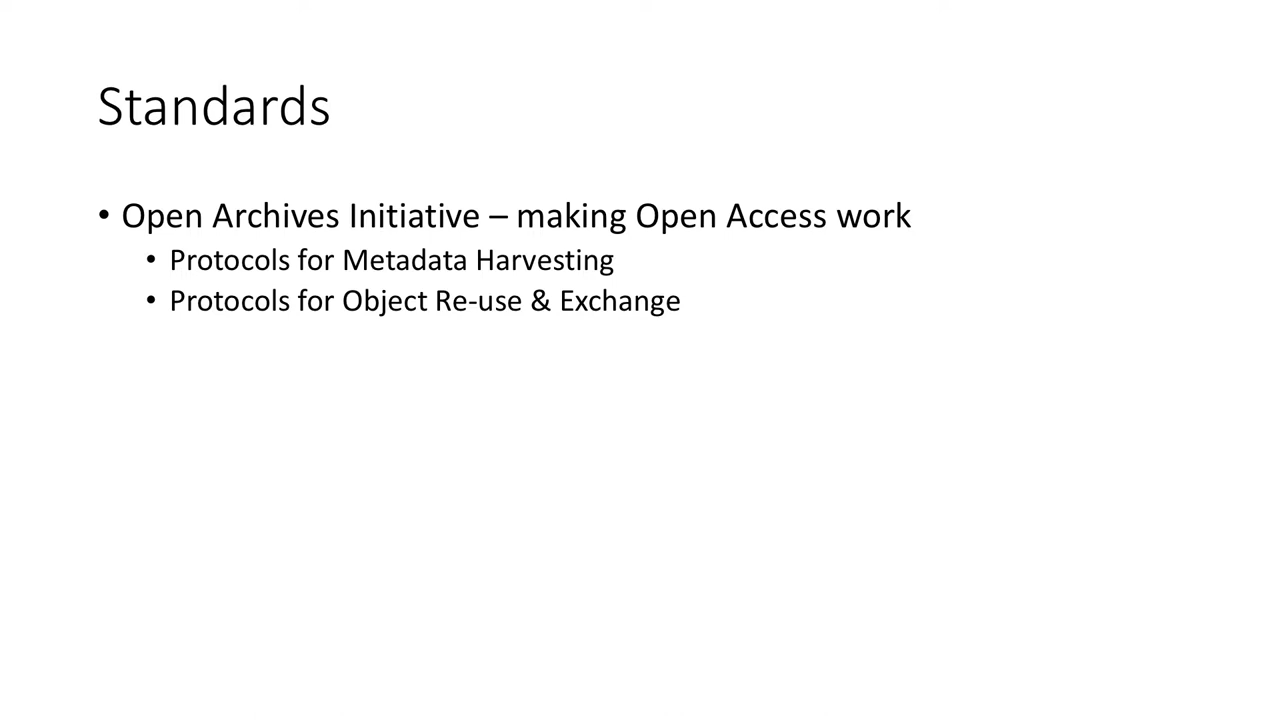 Standards
• Open Archives Initiative – making Open Access work
• Protocols for Metadata Harvesting
• Protocols for Object Re-use & Exchange